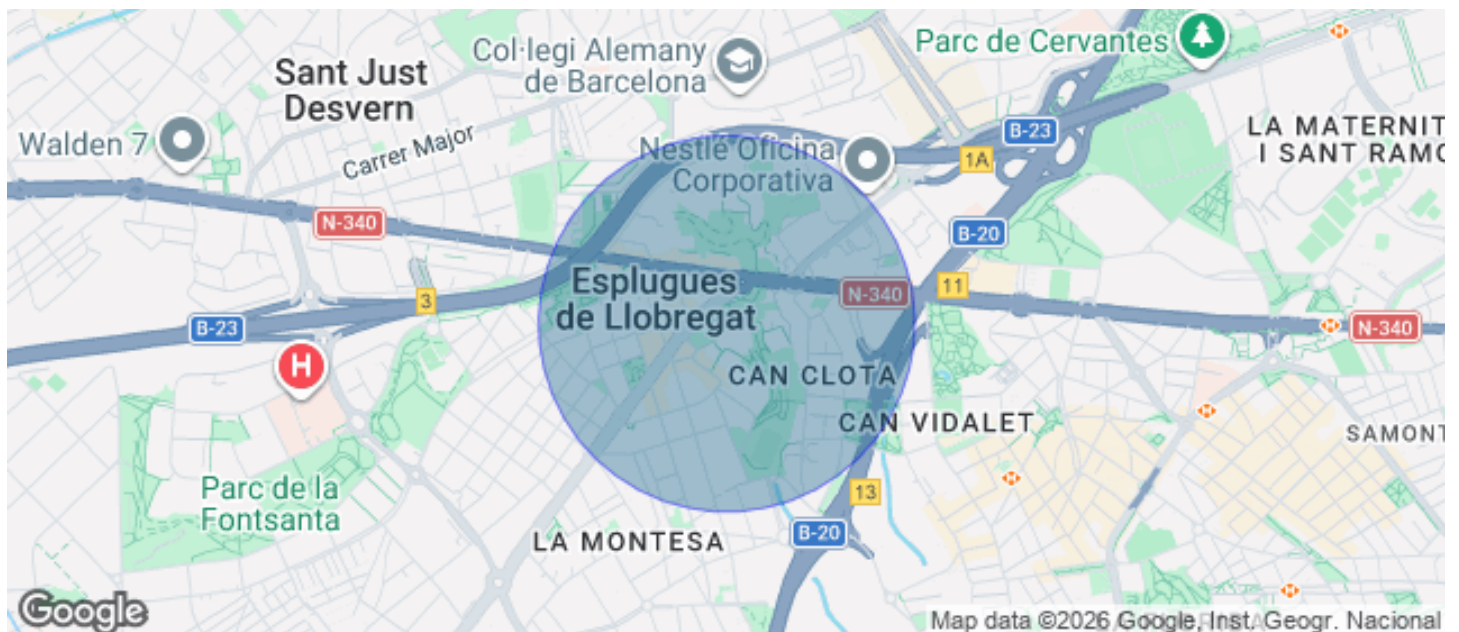 Col·legi Alemany
de Barcelona
Parc de Cervantes
Sant Just
Desvern
Walden 7
Carrer Major
Nestlé Oficina
Corporativa
B-23
1A
LA MATERNIT
I SANT RAMO
N-340
B-20
Esplugues
de Llobregat
N-340
11
3
B-23
N-340
H
CAN CLOTA
CAN VIDALET
SAMONT
Parc de la
Fontsanta
13
LA MONTESA
B-20
Google
Map data ©2026 Google, Inst. Geogr. Nacional